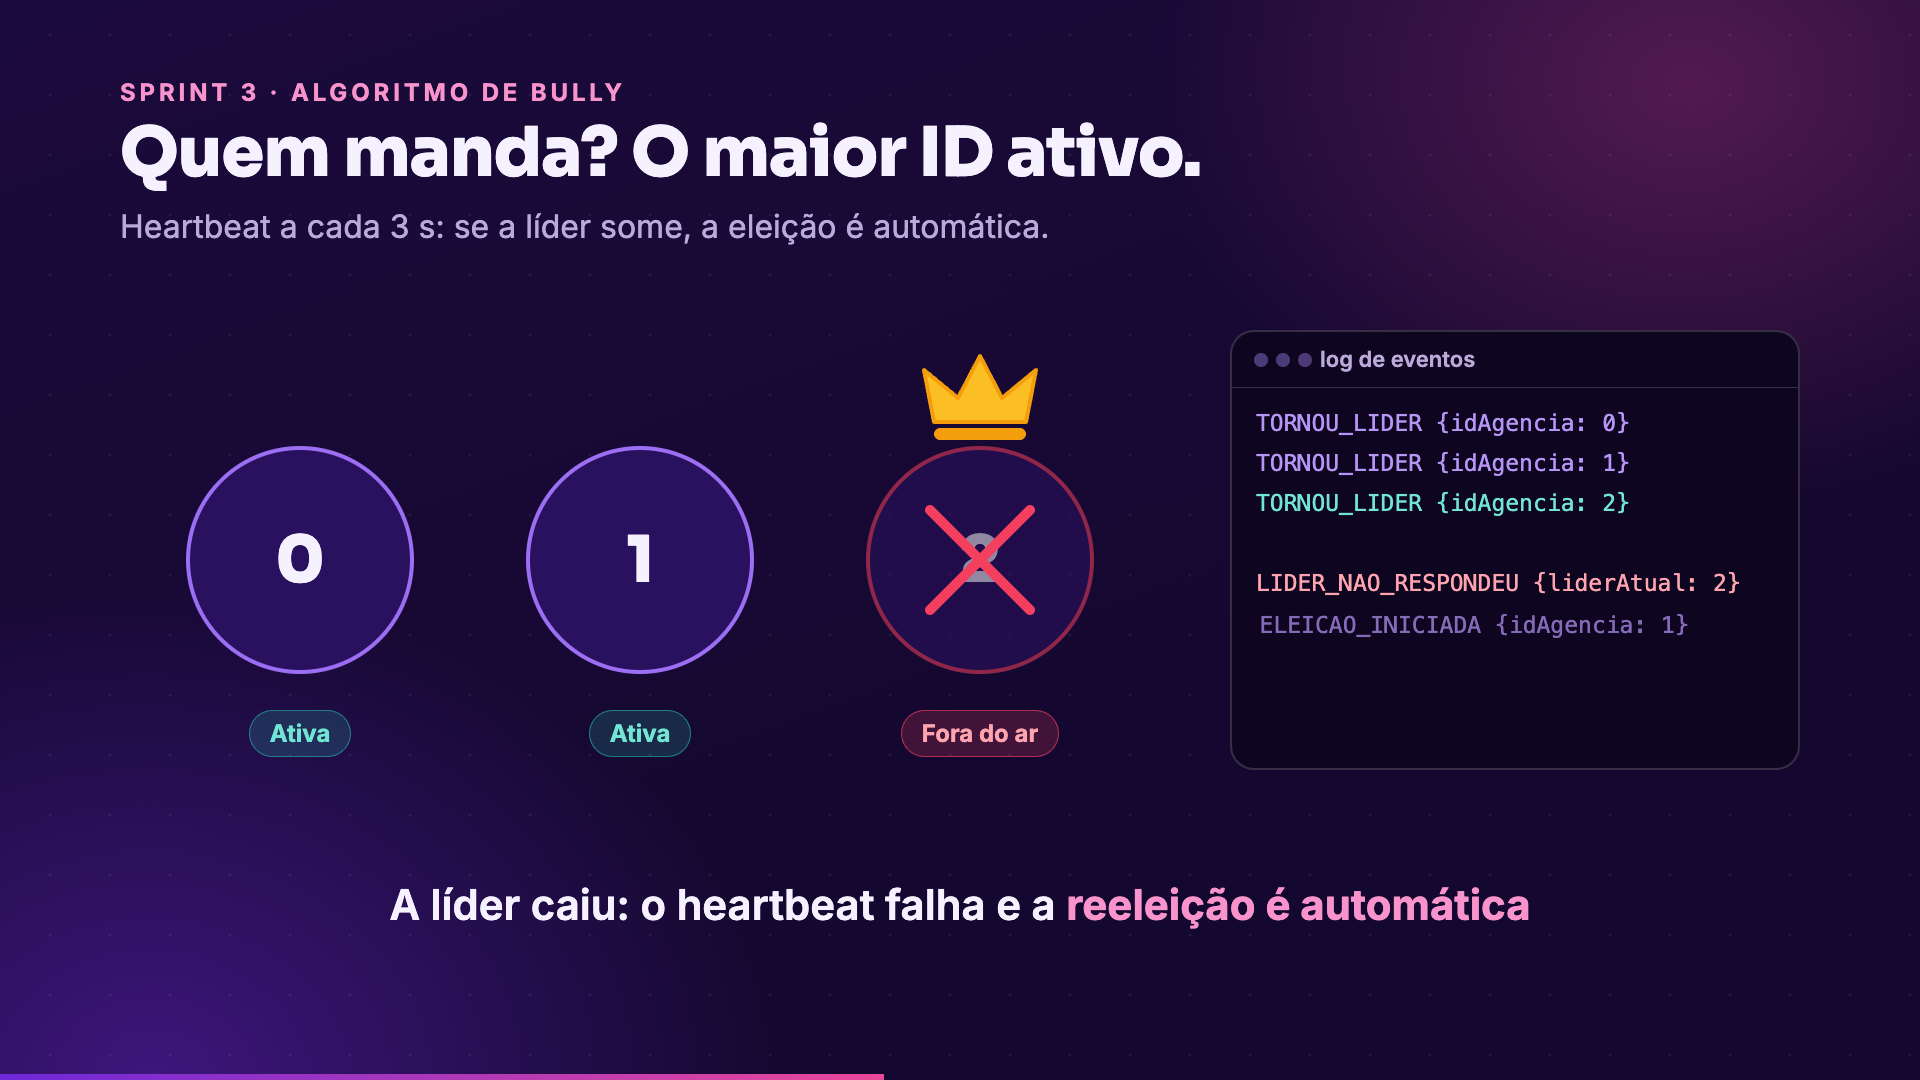 SPRINT 3 · ALGORITMO DE BULLY
Quem manda? O maior ID ativo.
Heartbeat a cada 3 s: se a líder some, a eleição é automática.
0
Ativa
1
Ativa
2
Fora do ar
log de eventos
TORNOU_LIDER {idAgencia: 0}
TORNOU_LIDER {idAgencia: 1}
TORNOU_LIDER {idAgencia: 2}
LIDER_NAO_RESPONDEU {liderAtual: 2}
ELEICAO_INICIADA {idAgencia: 1}
A líder caiu: o heartbeat falha e a reeleição é automática